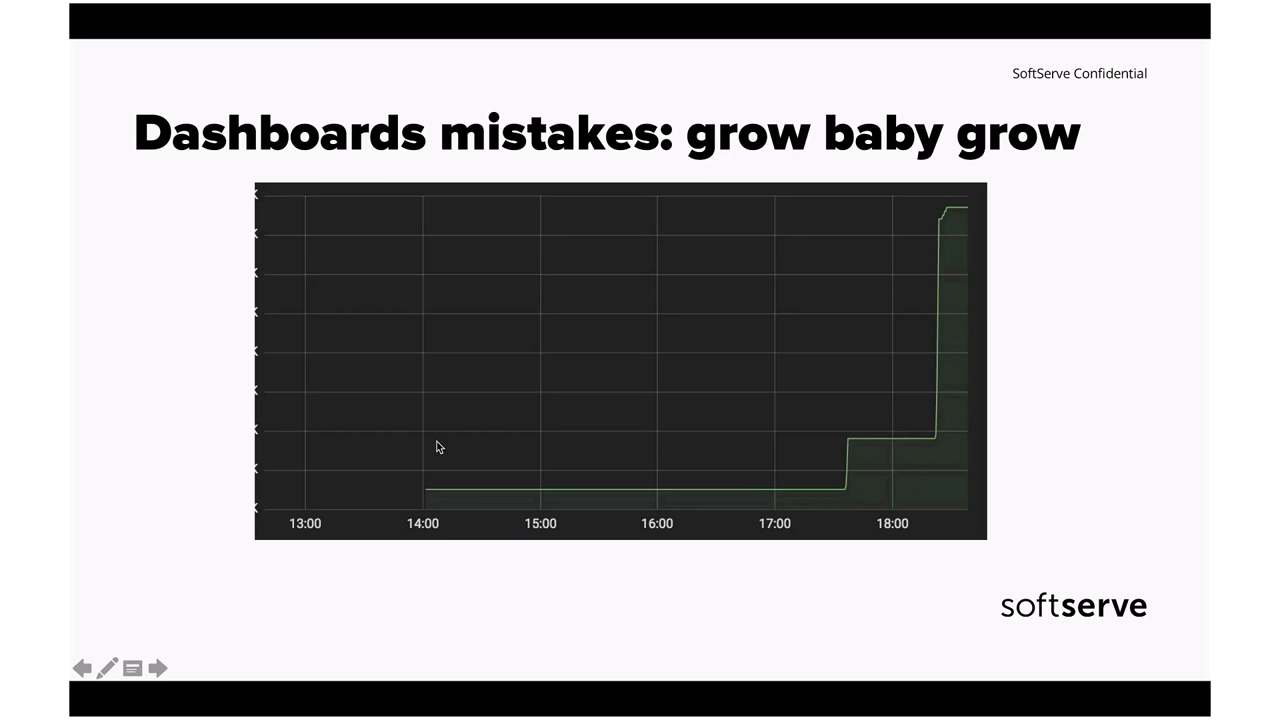 SoftServe Confidential
Dashboards mistakes: grow baby grow
13:00 14:00 15:00 16:00 17:00 18:00
softserve